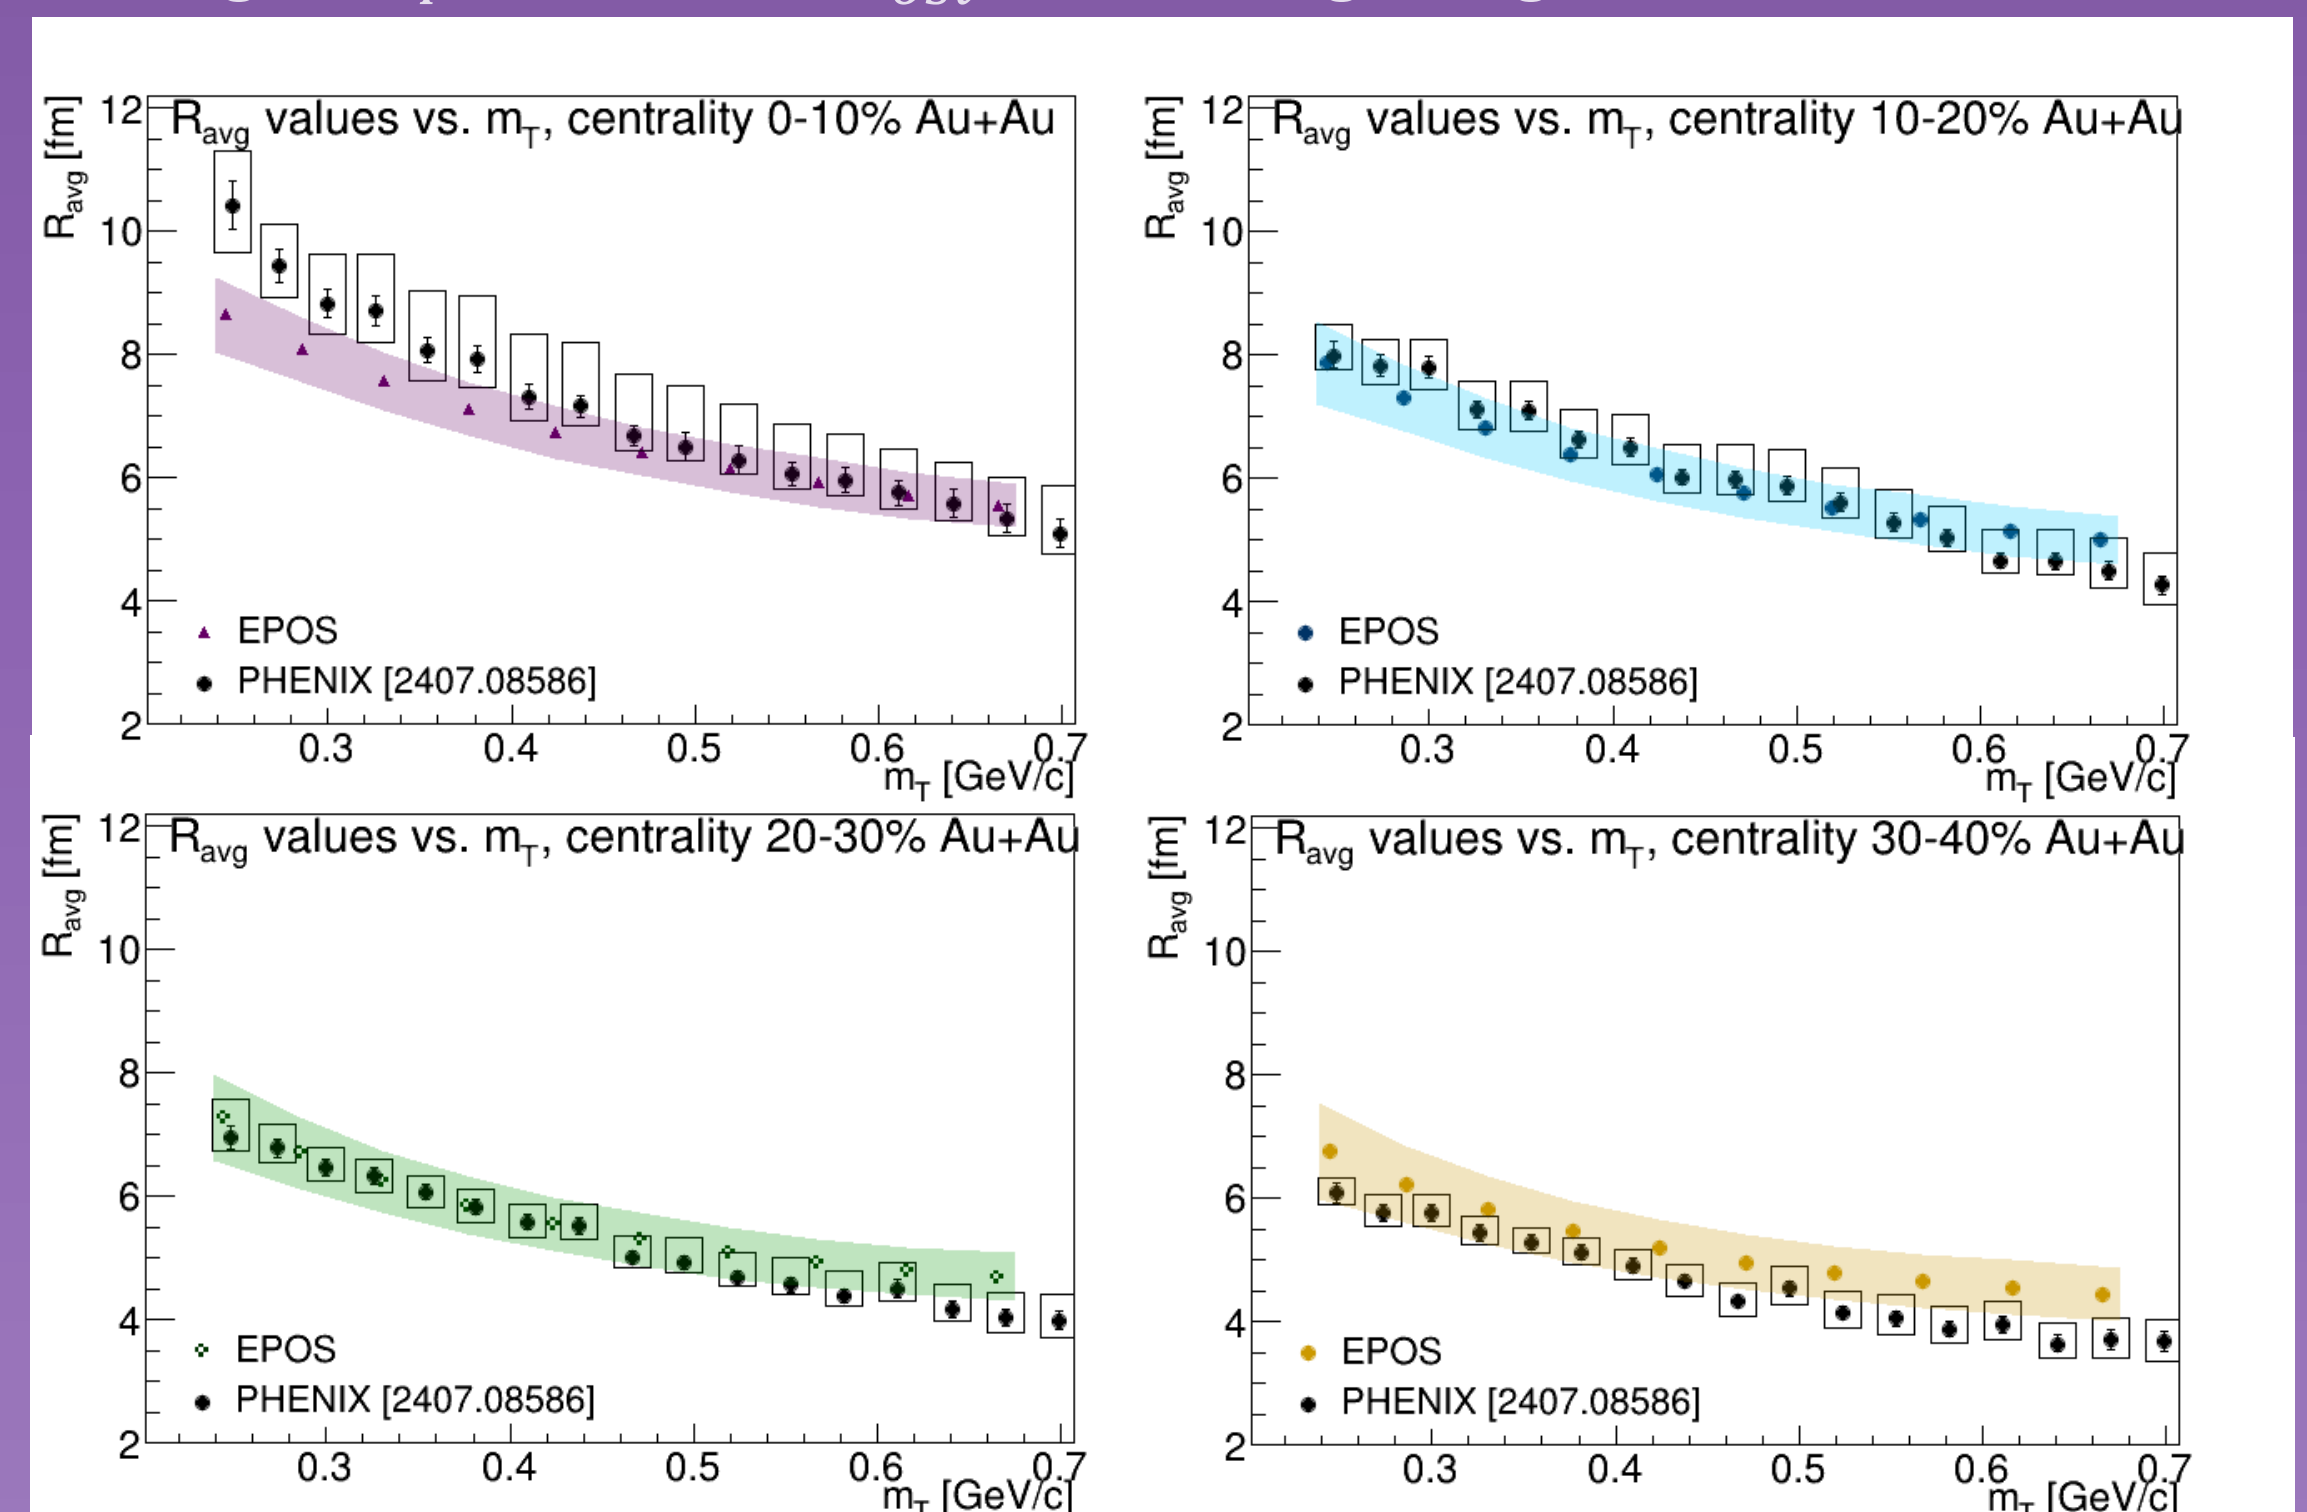 R_avg values vs. m_T, centrality 0-10% Au+Au
R_avg [fm]
12
10
8
6
4
2
EPOS
PHENIX [2407.08586]
0.3 0.4 0.5 0.6 0.7
m_T [GeV/c]
R_avg values vs. m_T, centrality 10-20% Au+Au
R_avg [fm]
12
10
8
6
4
2
EPOS
PHENIX [2407.08586]
0.3 0.4 0.5 0.6 0.7
m_T [GeV/c]
R_avg values vs. m_T, centrality 20-30% Au+Au
R_avg [fm]
12
10
8
6
4
2
EPOS
PHENIX [2407.08586]
0.3 0.4 0.5 0.6 0.7
m_T [GeV/c]
R_avg values vs. m_T, centrality 30-40% Au+Au
R_avg [fm]
12
10
8
6
4
2
EPOS
PHENIX [2407.08586]
0.3 0.4 0.5 0.6 0.7
m_T [GeV/c]